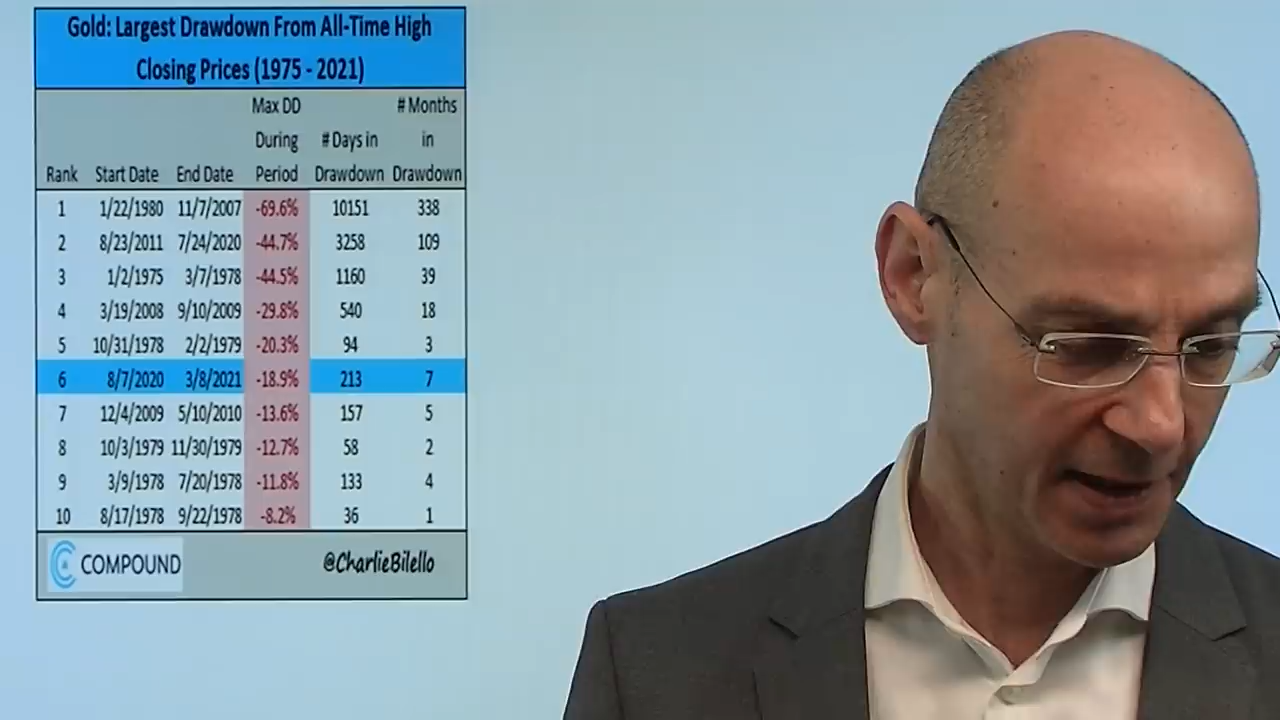 Gold: Largest Drawdown From All-Time High
Closing Prices (1975 - 2021)
Max DD # Months
During # Days in in
Rank Start Date End Date Period Drawdown Drawdown
1 1/22/1980 11/7/2007 -69.6% 10151 338
2 8/23/2011 7/24/2020 -44.7% 3258 109
3 1/2/1975 3/7/1978 -44.5% 1160 39
4 3/19/2008 9/10/2009 -29.8% 540 18
5 10/31/1978 2/2/1979 -20.3% 94 3
6 8/7/2020 3/8/2021 -18.9% 213 7
7 12/4/2009 5/10/2010 -13.6% 157 5
8 10/3/1979 11/30/1979 -12.7% 58 2
9 3/9/1978 7/20/1978 -11.8% 133 4
10 8/17/1978 9/22/1978 -8.2% 36 1
COMPOUND @CharlieBilello